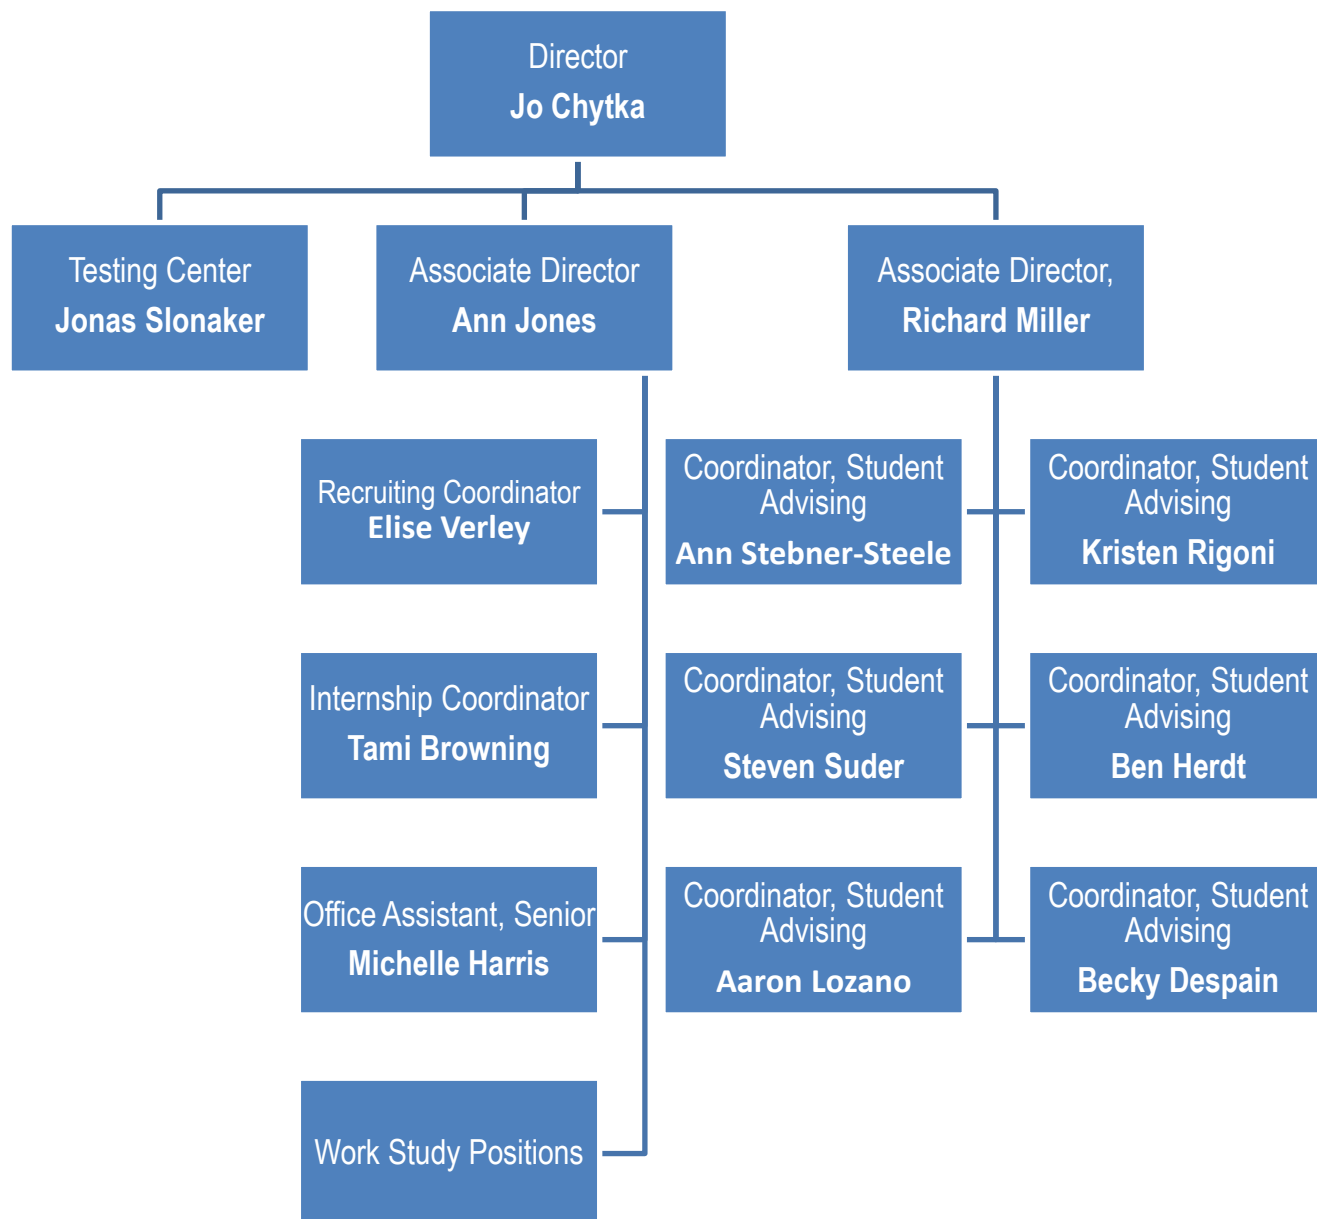 Director
Jo Chytka
Testing Center
Jonas Slonaker
Associate Director
Ann Jones
Associate Director,
Richard Miller
Recruiting Coordinator
Elise Verley
Coordinator, Student
Advising
Ann Stebner-Steele
Coordinator, Student
Advising
Kristen Rigoni
Internship Coordinator
Tami Browning
Coordinator, Student
Advising
Steven Suder
Coordinator, Student
Advising
Ben Herdt
Office Assistant, Senior
Michelle Harris
Coordinator, Student
Advising
Aaron Lozano
Coordinator, Student
Advising
Becky Despain
Work Study Positions